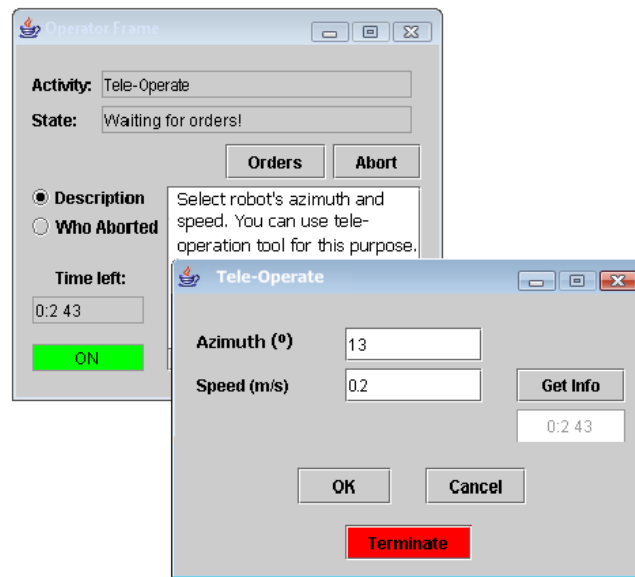 Operator Frame
Activity: Tele-Operate
State: Waiting for orders!
Orders Abort
Description
Who Aborted
Select robot's azimuth and
speed. You can use tele-
operation tool for this purpose.
Time left:
0:2 43
ON
Tele-Operate
Azimuth (º) 13
Speed (m/s) 0.2 Get Info
0:2 43
OK Cancel
Terminate